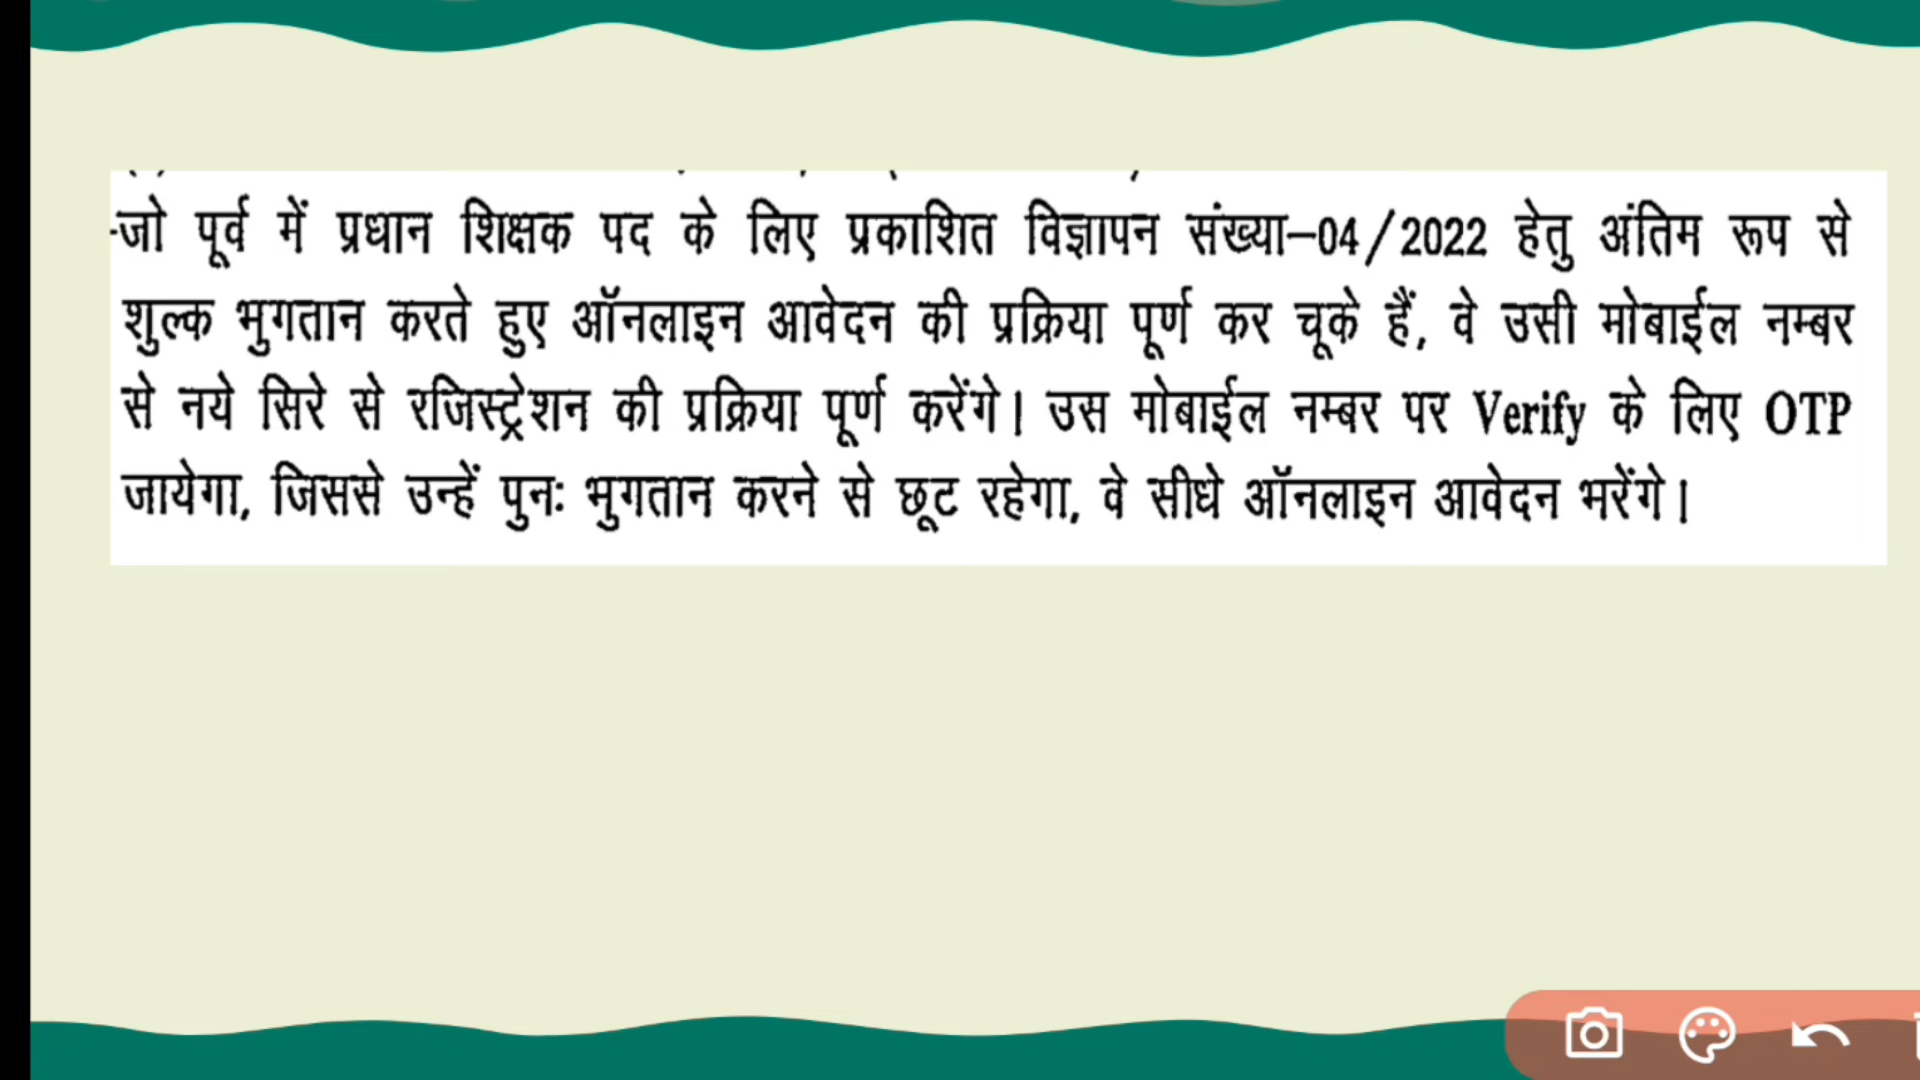 -जो पूर्व में प्रधान शिक्षक पद के लिए प्रकाशित विज्ञापन संख्या–04/2022 हेतु अंतिम रूप से
शुल्क भुगतान करते हुए ऑनलाइन आवेदन की प्रक्रिया पूर्ण कर चूके हैं, वे उसी मोबाईल नम्बर
से नये सिरे से रजिस्ट्रेशन की प्रक्रिया पूर्ण करेंगे। उस मोबाईल नम्बर पर Verify के लिए OTP
जायेगा, जिससे उन्हें पुनः भुगतान करने से छूट रहेगा, वे सीधे ऑनलाइन आवेदन भरेंगे।